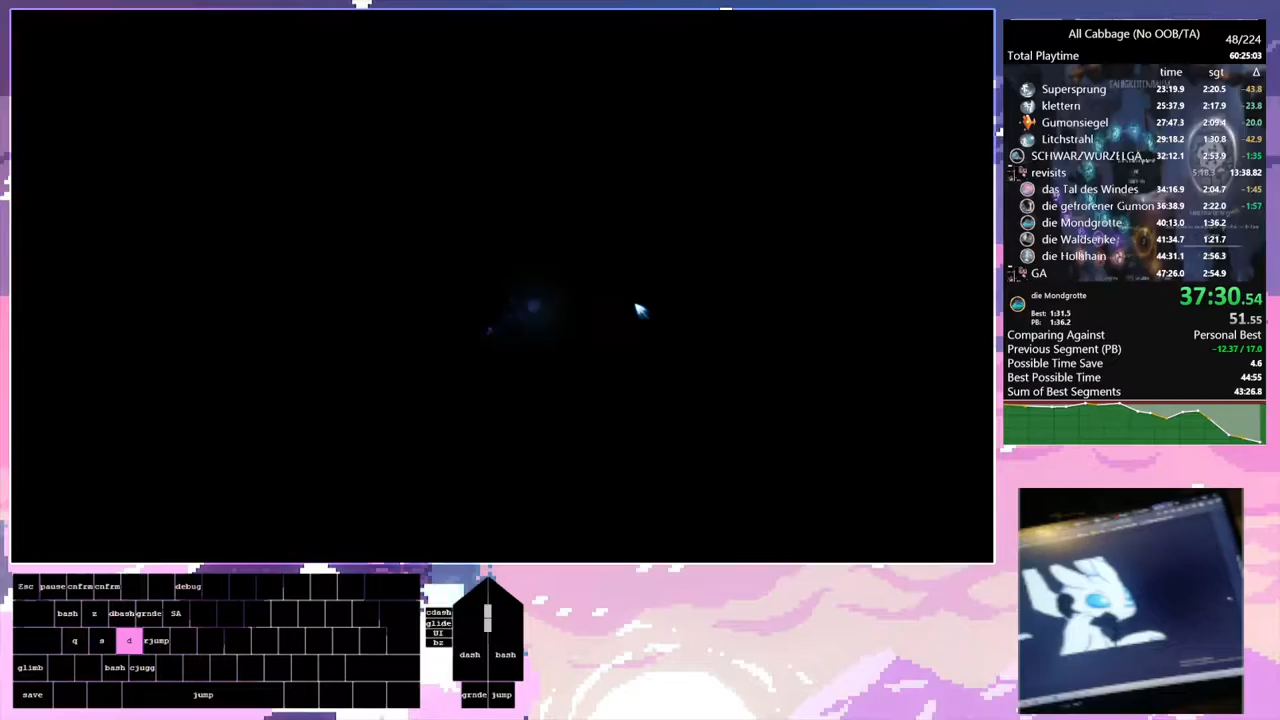 All Cabbage (No OOB/TA)
48/224
Total Playtime 60:25:03
time sgt Δ
Supersprung 23:19.9 2:20.5 -43.8
klettern 25:37.9 2:17.9 -23.8
Gumonsiegel 27:47.3 2:09.4 -20.0
Litchstrahl 29:18.2 1:30.8 -42.9
SCHWARZWURZELGA 32:12.1 2:53.9 -1:35
revisits 5:18.3 13:38.82
das Tal des Windes 34:16.9 2:04.7 -1:45
die gefrorener Gumon 36:38.9 2:22.0 -1:57
die Mondgrotte 40:13.0 1:36.2
die Waldsenke 41:34.7 1:21.7
die Hollhain 44:31.1 2:56.3
GA 47:26.0 2:54.9
die Mondgrotte 37:30.54
Best: 1:31.5
PB: 1:36.2
51.55
Comparing Against Personal Best
Previous Segment (PB) -12.37 / 17.0
Possible Time Save 4.6
Best Possible Time 44:55
Sum of Best Segments 43:26.8
Zsc pause cnfrm cnfrm debug
bash z dbash grnde SA
q s d rjump
glimb bash cjugg
save jump
cdash
glide
UI
bz
dash bash
grnde jump